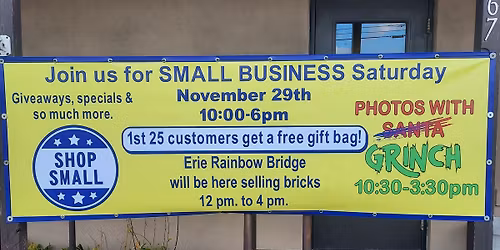 Join us for SMALL BUSINESS Saturday
Giveaways, specials &
so much more.
November 29th
10:00-6pm
1st 25 customers get a free gift bag!
SHOP
SMALL
Erie Rainbow Bridge
will be here selling bricks
12 pm. to 4 pm.
PHOTOS WITH
SANTA
GRINCH
10:30-3:30pm
67